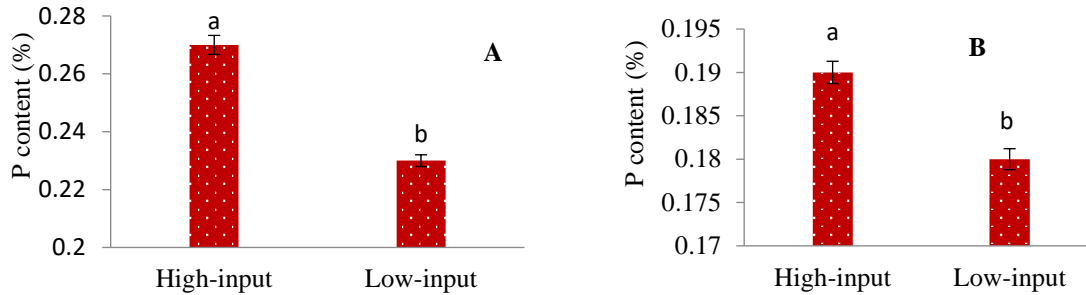 P content (%)
0.28
0.26
0.24
0.22
0.2
a
b
A
High-input
Low-input
P content (%)
0.195
0.19
0.185
0.18
0.175
0.17
a
b
B
High-input
Low-input